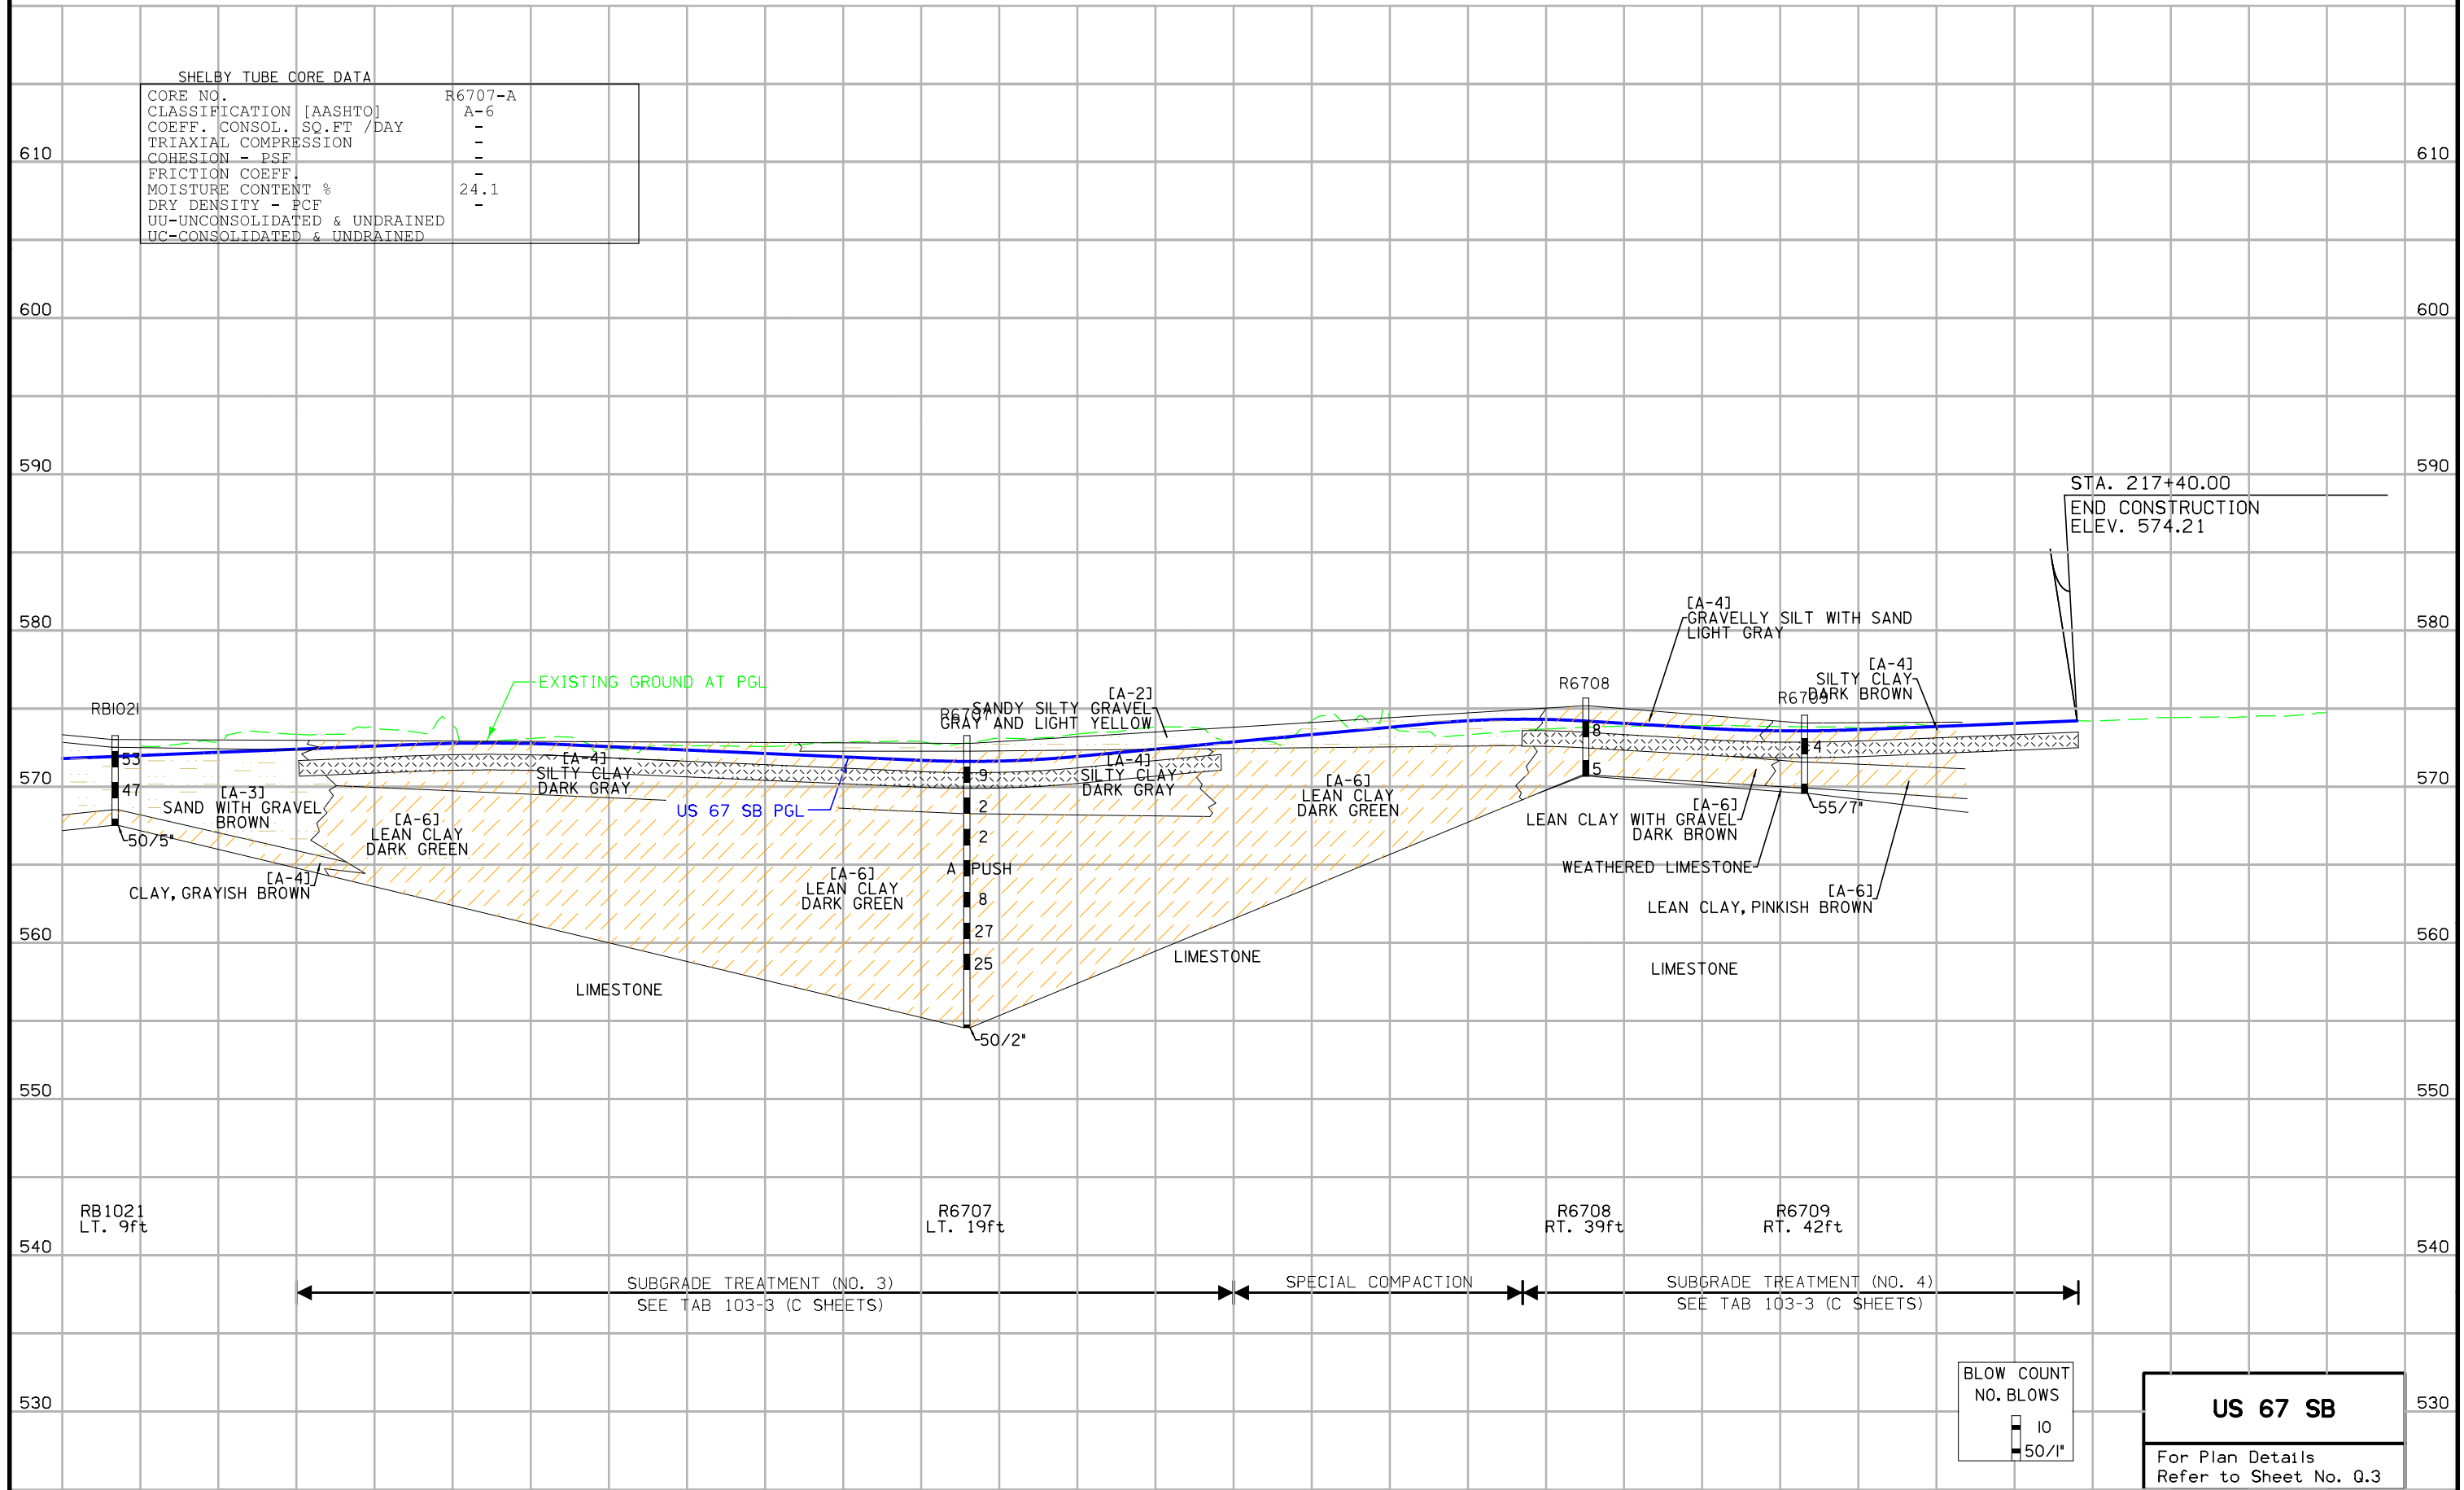 SHELBY TUBE CORE DATA
CORE NO. R6707-A
CLASSIFICATION [AASHTO] A-6
COEFF. CONSOL. SQ.FT /DAY -
TRIAXIAL COMPRESSION -
COHESION - PSF -
FRICTION COEFF. -
MOISTURE CONTENT % 24.1
DRY DENSITY - PCF -
UU-UNCONSOLIDATED & UNDRAINED
UC-CONSOLIDATED & UNDRAINED
610 610
600 600
590 590
STA. 217+40.00
END CONSTRUCTION
ELEV. 574.21
580 580
[A-4]
GRAVELLY SILT WITH SAND
LIGHT GRAY
[A-4]
SILTY CLAY
DARK BROWN
EXISTING GROUND AT PGL
RB1021
R6707
[A-2]
SANDY SILTY GRAVEL
GRAY AND LIGHT YELLOW
R6708
R6709
570 570
53
47
50/5"
[A-3]
SAND WITH GRAVEL
BROWN
[A-4]
SILTY CLAY
DARK GRAY
US 67 SB PGL
[A-4]
SILTY CLAY
DARK GRAY
[A-6]
LEAN CLAY
DARK GREEN
[A-6]
LEAN CLAY
DARK GREEN
[A-4]
CLAY, GRAYISH BROWN
[A-6]
LEAN CLAY
DARK GREEN
9
2
2
A PUSH
8
27
25
50/2"
8
5
4
55/7"
[A-6]
LEAN CLAY WITH GRAVEL
DARK BROWN
WEATHERED LIMESTONE
[A-6]
LEAN CLAY, PINKISH BROWN
560 560
LIMESTONE
LIMESTONE
LIMESTONE
550 550
RB1021
LT. 9ft
R6707
LT. 19ft
R6708
RT. 39ft
R6709
RT. 42ft
540 540
SUBGRADE TREATMENT (NO. 3)
SEE TAB 103-3 (C SHEETS)
SPECIAL COMPACTION
SUBGRADE TREATMENT (NO. 4)
SEE TAB 103-3 (C SHEETS)
530 530
BLOW COUNT
NO. BLOWS
10
50/1"
US 67 SB
For Plan Details
Refer to Sheet No. Q.3